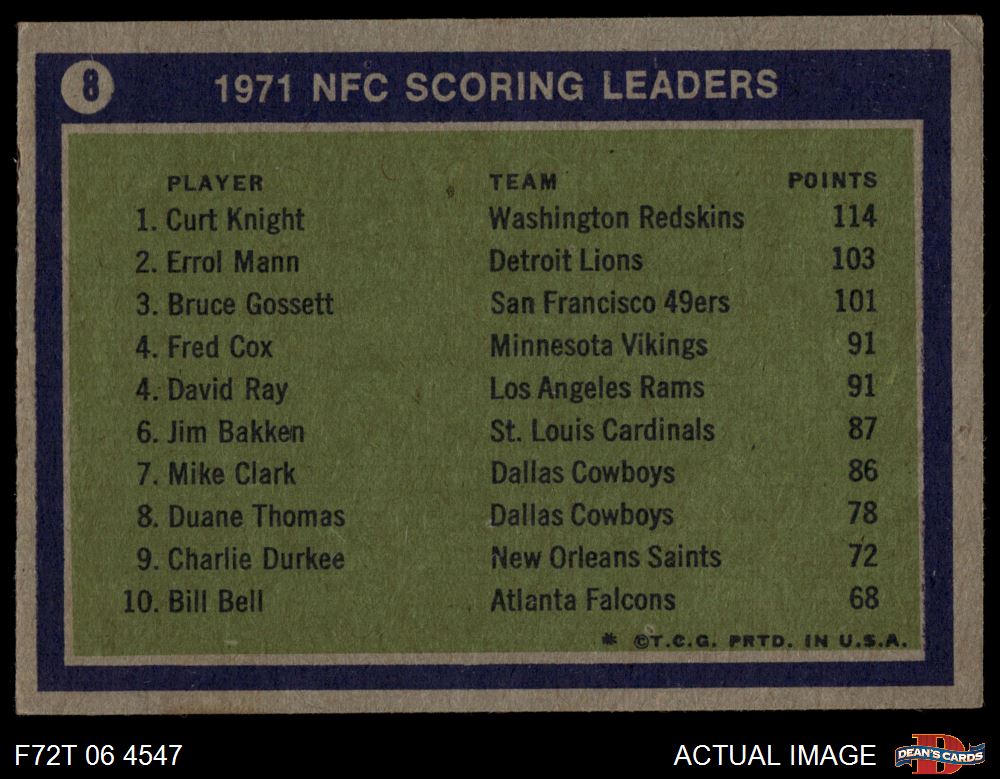 8
1971 NFC SCORING LEADERS
PLAYER TEAM POINTS
1. Curt Knight Washington Redskins 114
2. Errol Mann Detroit Lions 103
3. Bruce Gossett San Francisco 49ers 101
4. Fred Cox Minnesota Vikings 91
4. David Ray Los Angeles Rams 91
6. Jim Bakken St. Louis Cardinals 87
7. Mike Clark Dallas Cowboys 86
8. Duane Thomas Dallas Cowboys 78
9. Charlie Durkee New Orleans Saints 72
10. Bill Bell Atlanta Falcons 68
* ©T.C.G. PRTD. IN U.S.A.
F72T 06 4547 ACTUAL IMAGE D DEAN'S CARDS